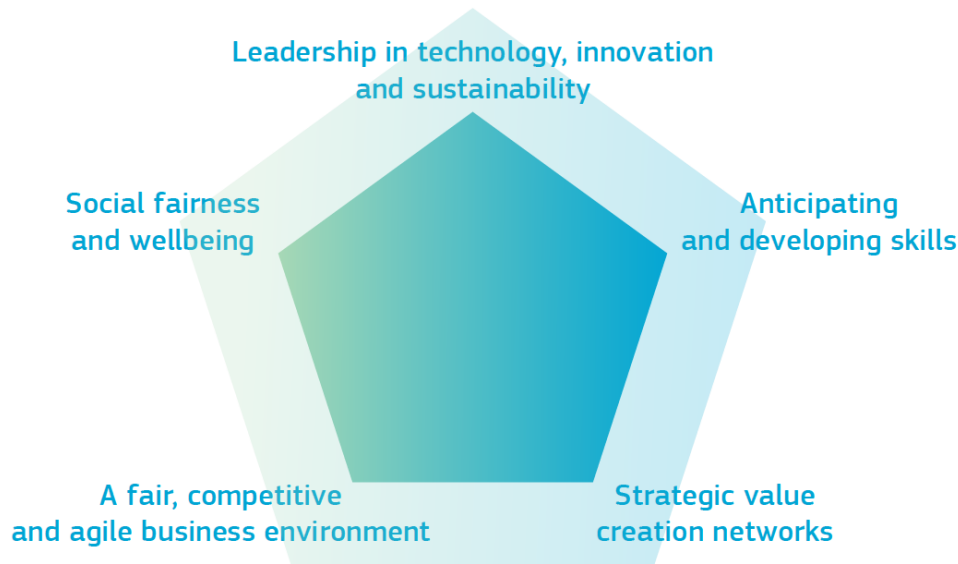 Leadership in technology, innovation
and sustainability
Social fairness
and wellbeing
Anticipating
and developing skills
A fair, competitive
and agile business environment
Strategic value
creation networks